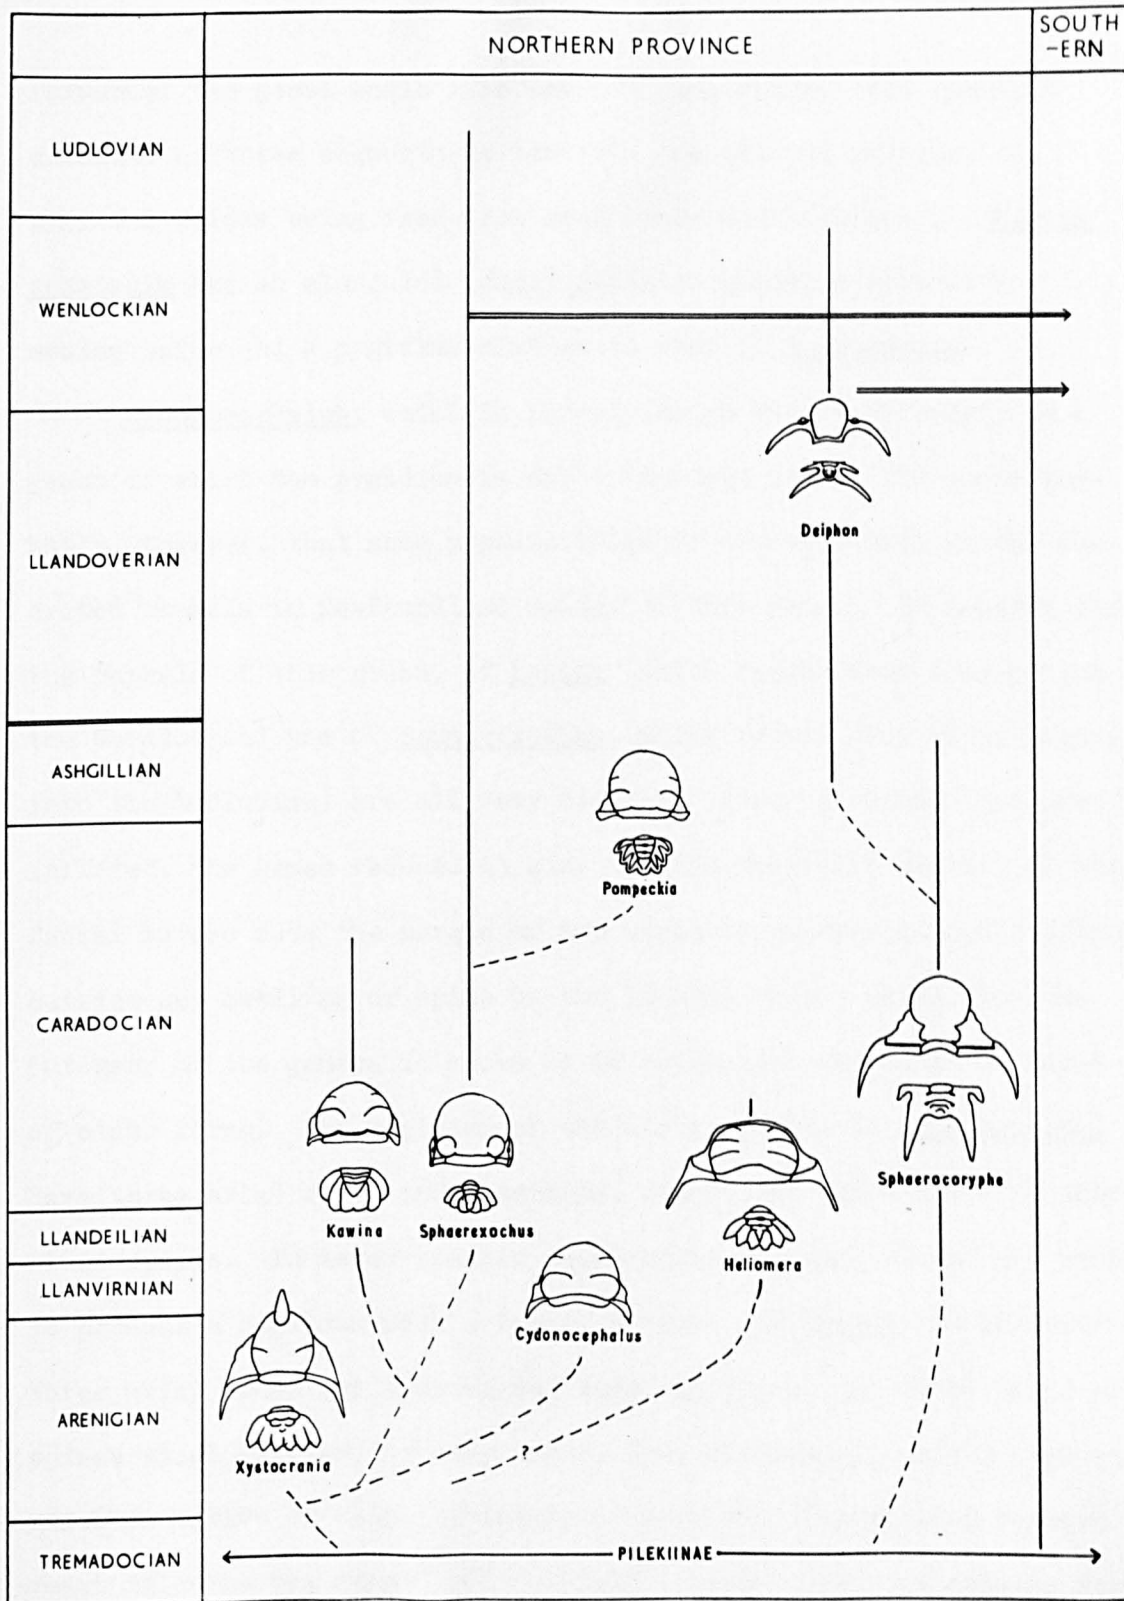 NORTHERN PROVINCE
SOUTH
-ERN
LUDLOVIAN
WENLOCKIAN
LLANDOVERIAN
ASHGILLIAN
CARADOCIAN
LLANDEILIAN
LLANVIRNIAN
ARENIGIAN
TREMADOCIAN
Deiphon
Pompeckia
Sphaerocoryphe
Kawina
Sphaerexochus
Heliomera
Cydonocephalus
Xystocrania
?
PILEKIINAE